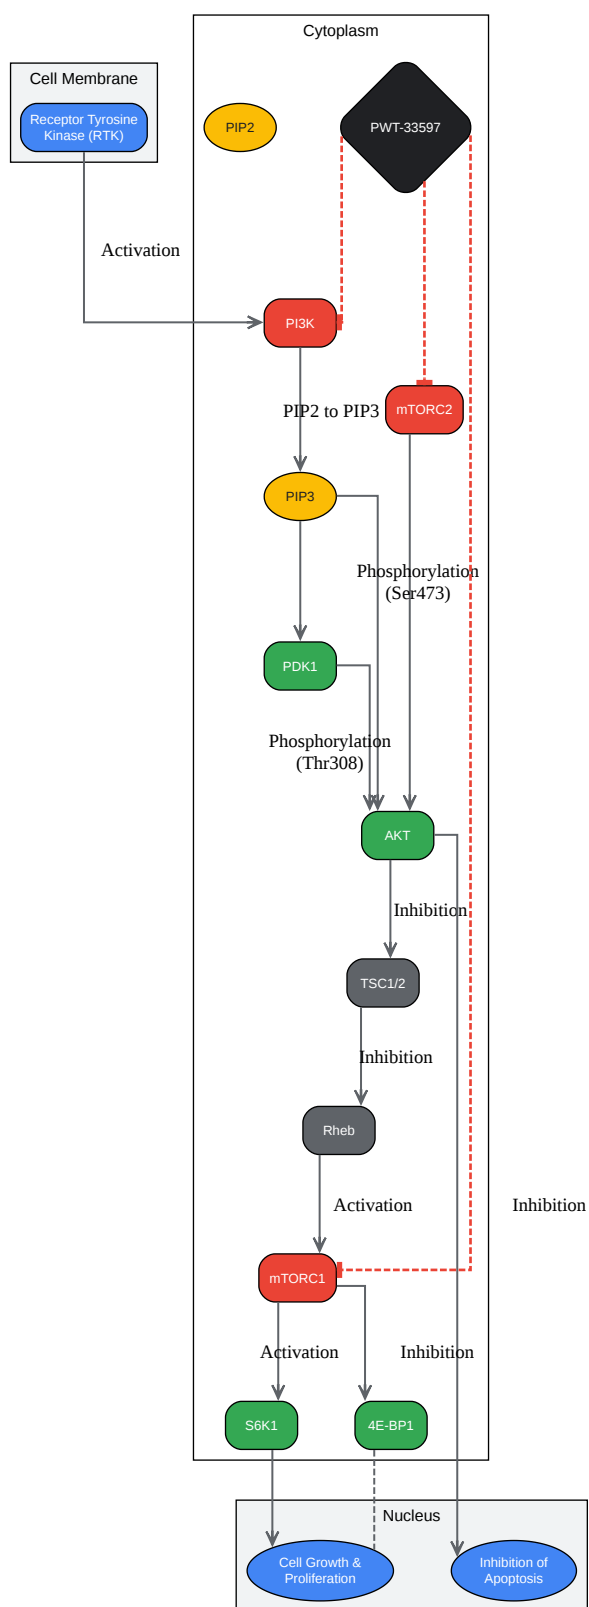 Cytoplasm
Cell Membrane
Receptor Tyrosine
Kinase (RTK)
PIP2
PWT-33597
Activation
PI3K
PIP2 to PIP3
mTORC2
PIP3
Phosphorylation
(Ser473)
PDK1
Phosphorylation
(Thr308)
AKT
Inhibition
TSC1/2
Inhibition
Rheb
Activation
Inhibition
mTORC1
Activation
Inhibition
S6K1
4E-BP1
Nucleus
Cell Growth &
Proliferation
Inhibition of
Apoptosis